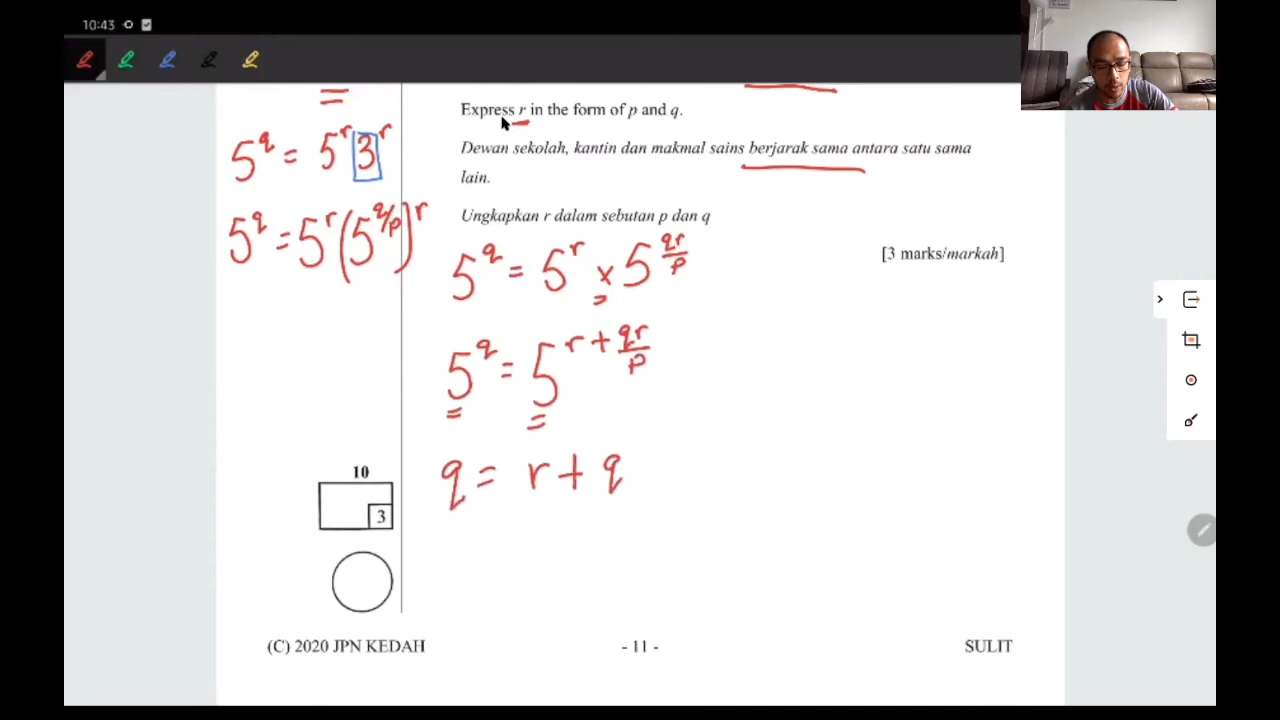 10:43
Express r in the form of p and q.
5^q = 5^r 3^r
Dewan sekolah, kantin dan makmal sains berjarak sama antara satu sama
lain.
5^q = 5^r (5^{q/p})^r
Ungkapkan r dalam sebutan p dan q
[3 marks/markah]
5^q = 5^r × 5^{qr/p}
5^q = 5^{r + qr/p}
q = r + q
10
3
(C) 2020 JPN KEDAH
- 11 -
SULIT